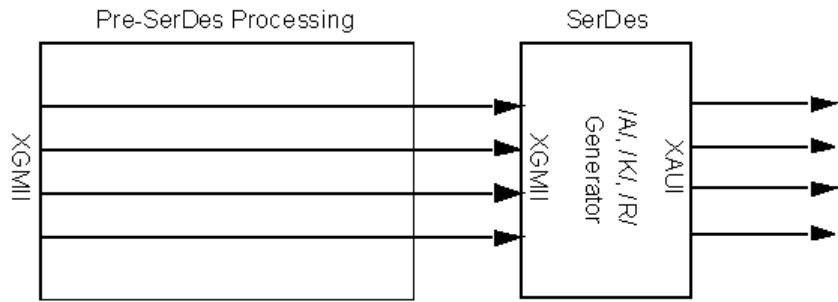 Pre-SerDes Processing
SerDes
XGMII
XGMII
/A/, /K/, /R/
Generator
XAUI